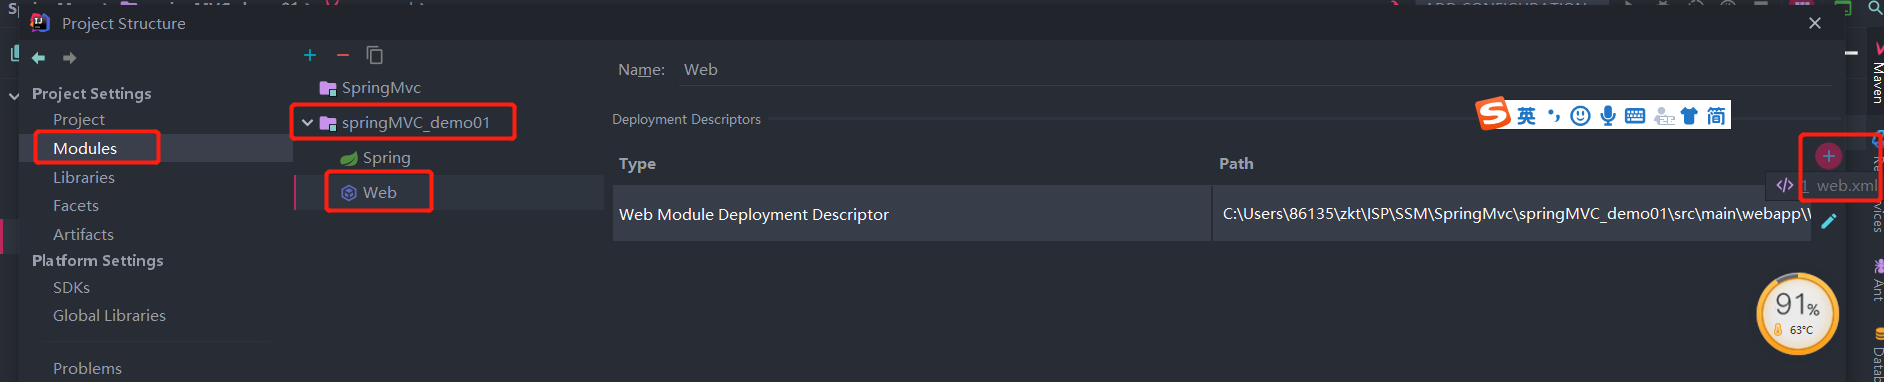 Project Structure
Name: Web
SpringMvc
Project Settings
springMVC_demo01
Deployment Descriptors
英
简
Project
Modules
Spring
Type
Path
Libraries
Web
1 web.xml
Facets
Web Module Deployment Descriptor
C:\Users\86135\zkt\ISP\SSM\SpringMvc\springMVC_demo01\src\main\webapp\
Artifacts
Platform Settings
SDKs
Global Libraries
91%
63°C
Problems
Maven
Ant